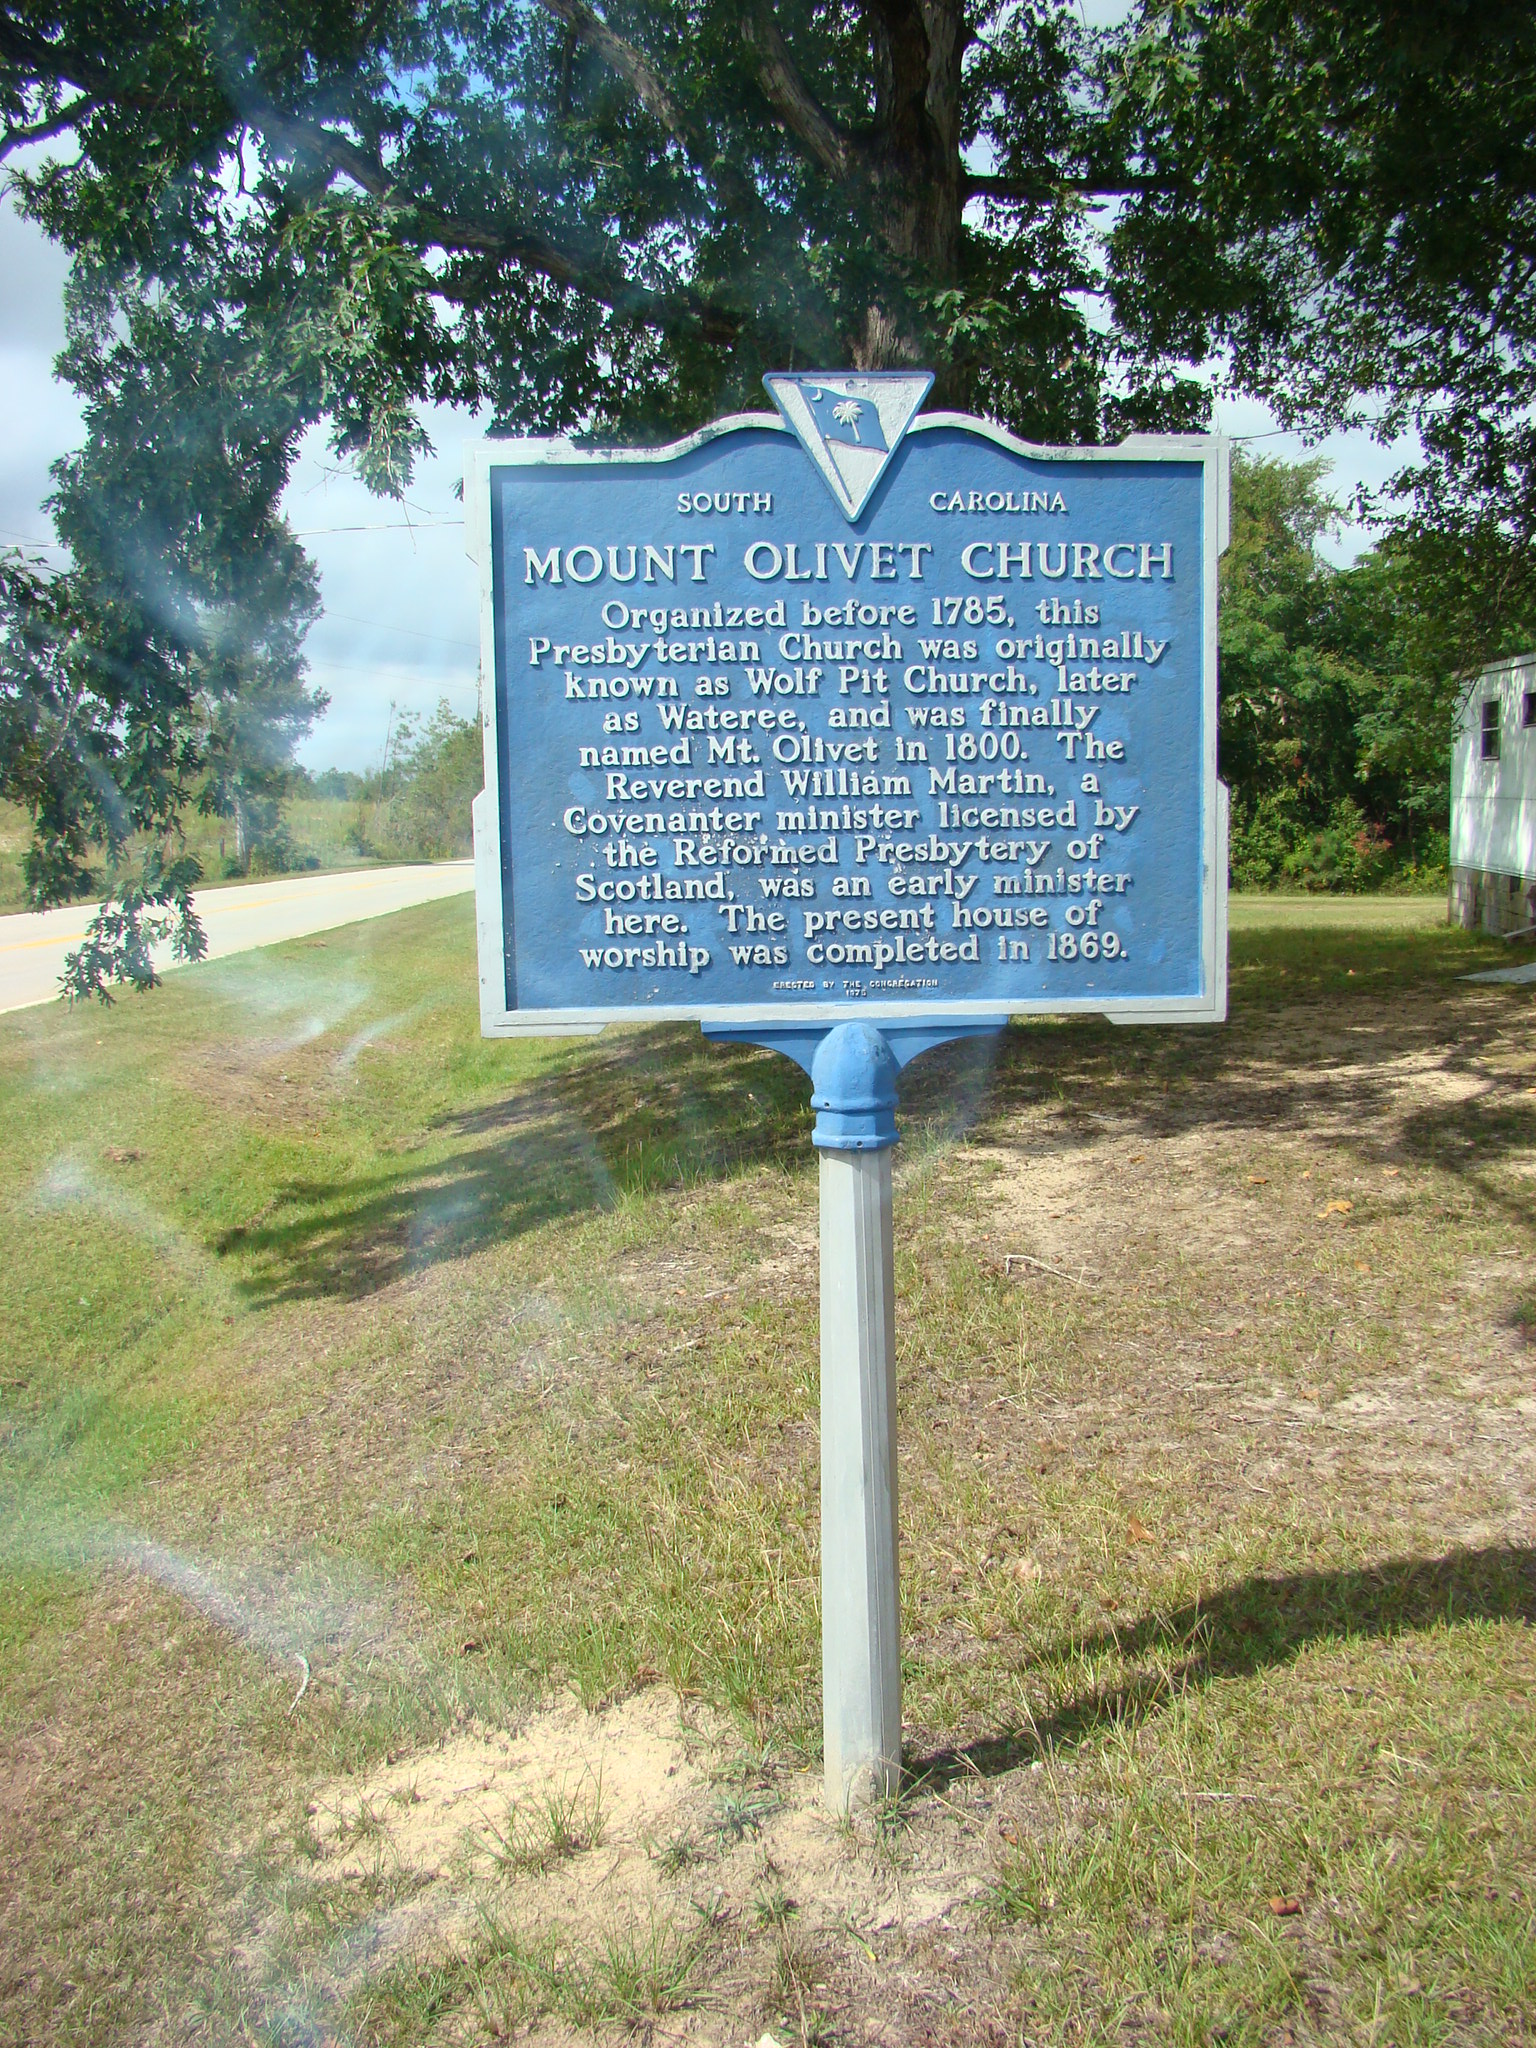 SOUTH CAROLINA
MOUNT OLIVET CHURCH
Organized before 1785, this
Presbyterian Church was originally
known as Wolf Pit Church, later
as Wateree, and was finally
named Mt. Olivet in 1800. The
Reverend William Martin, a
Covenanter minister licensed by
the Reformed Presbytery of
Scotland, was an early minister
here. The present house of
worship was completed in 1869.
ERECTED BY THE CONGREGATION